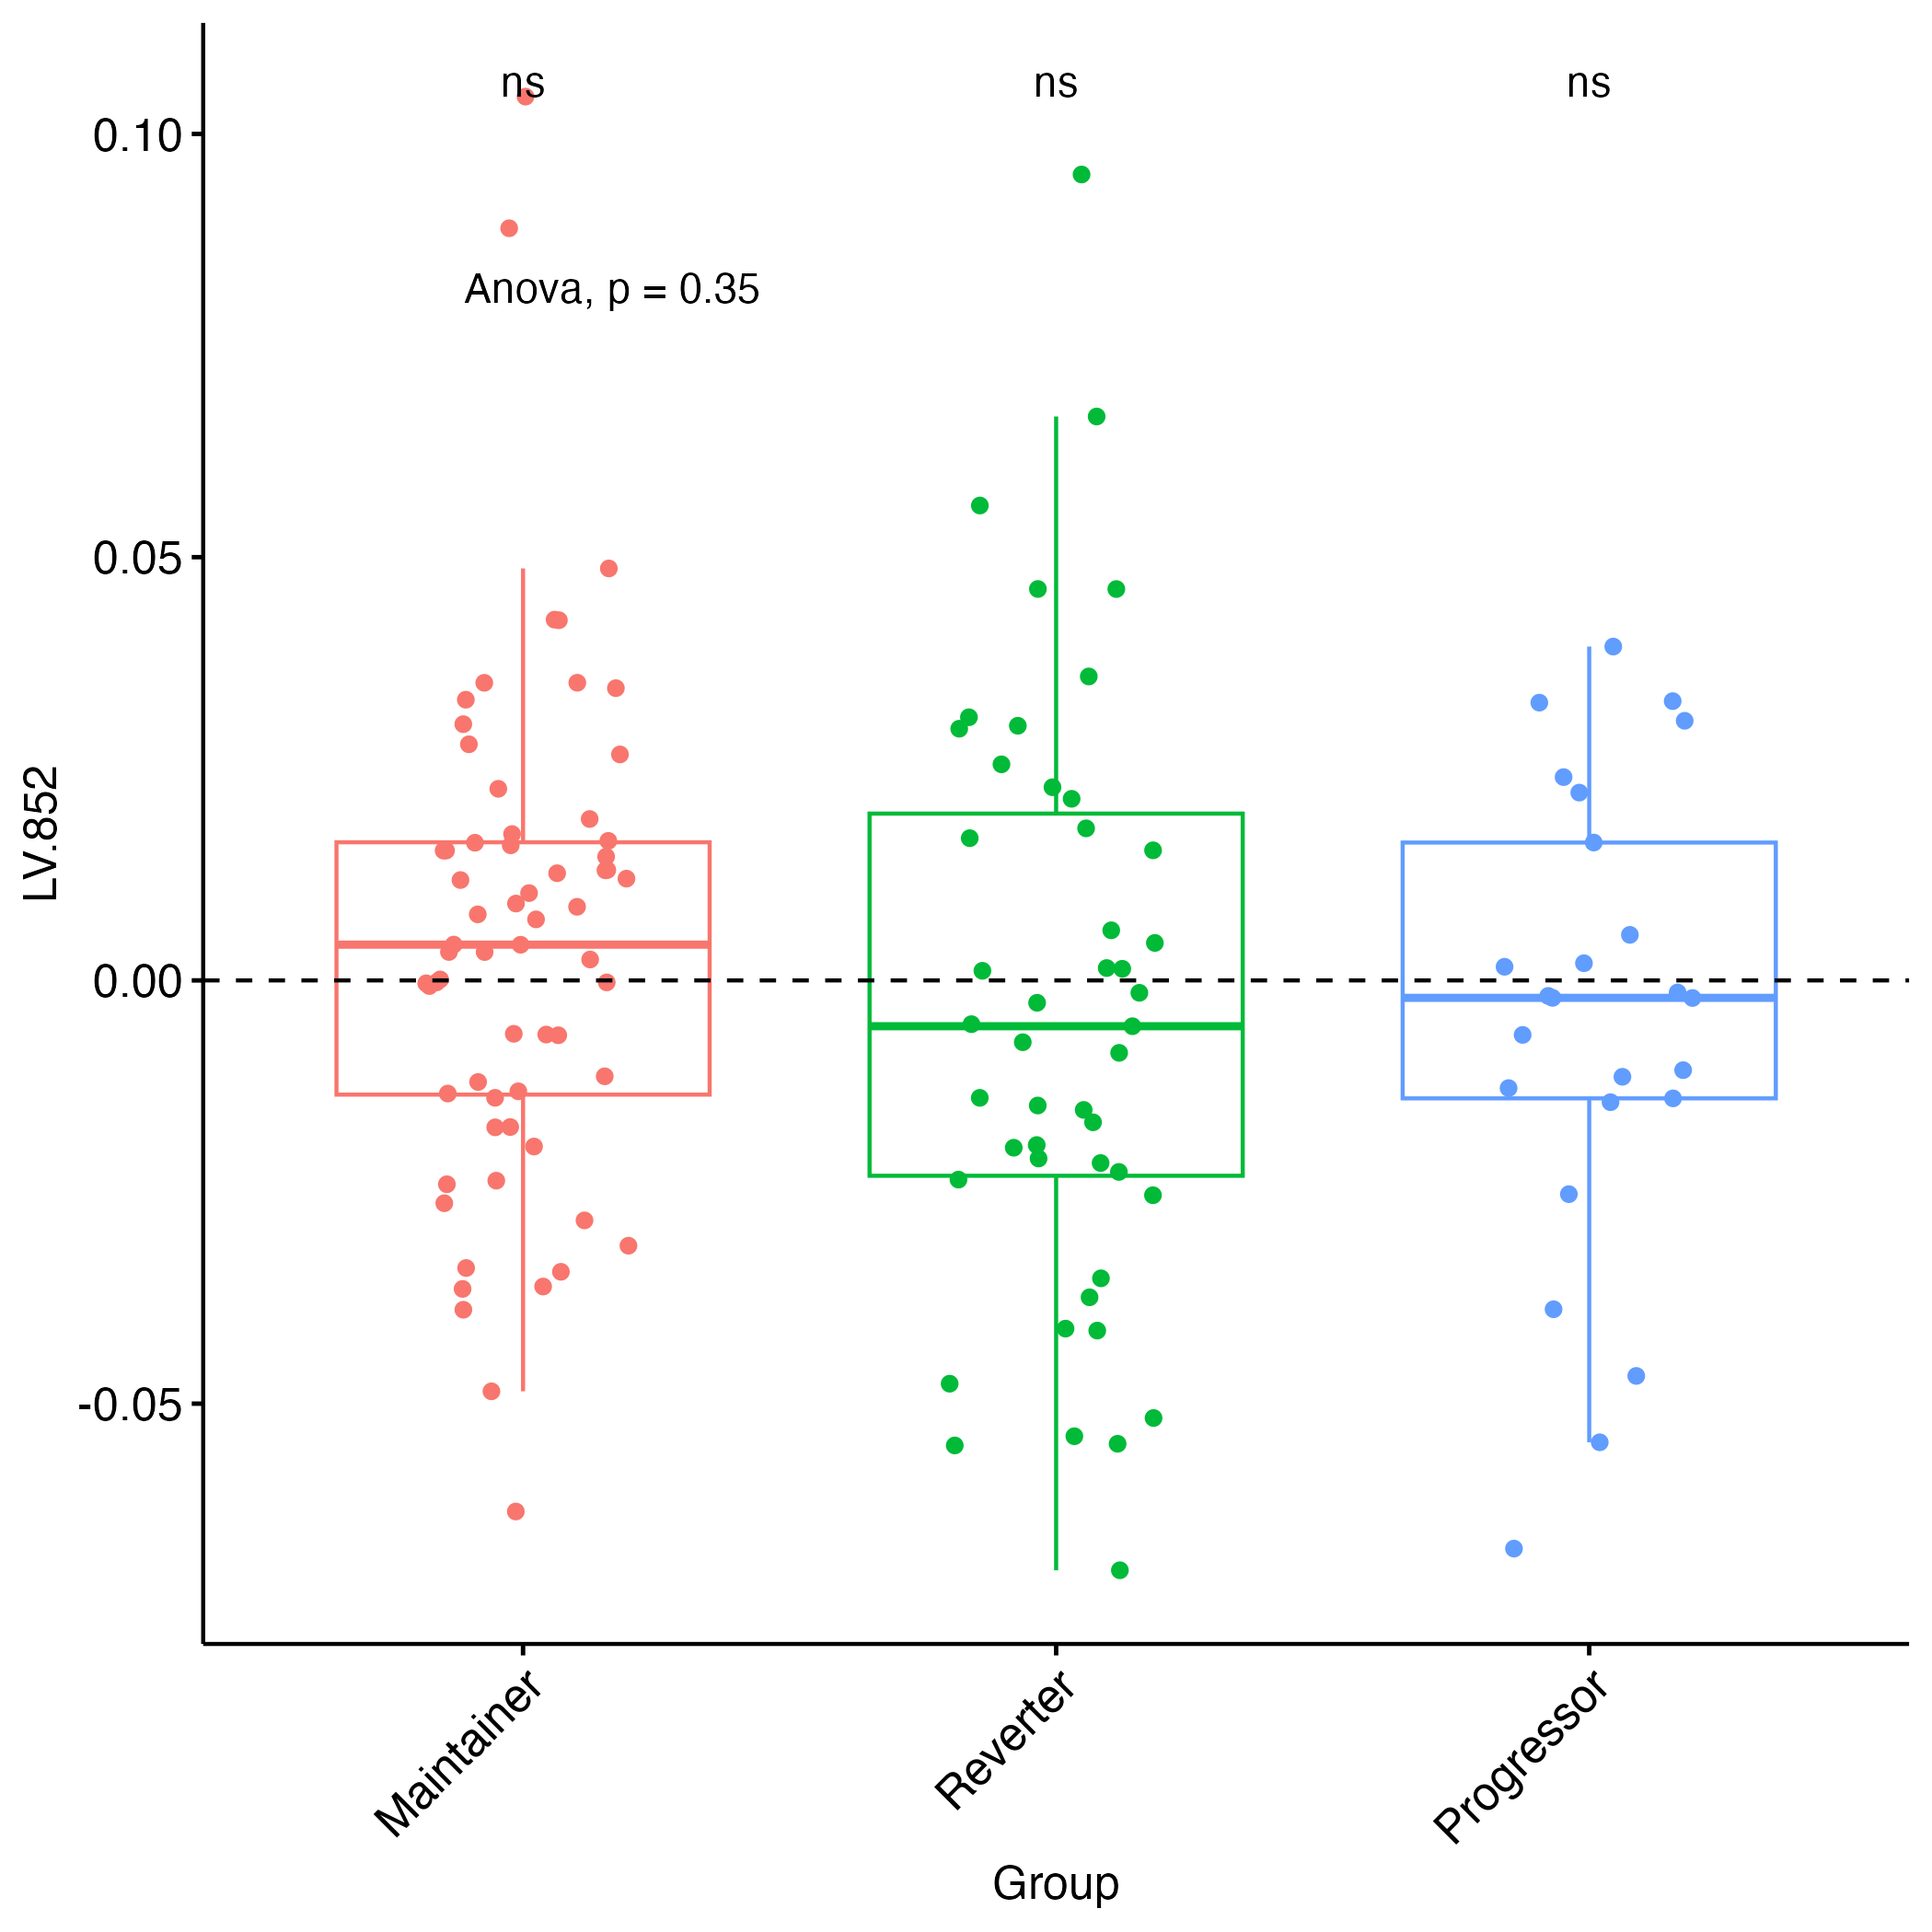 ns ns ns
0.10
Anova, p = 0.35
0.05
LV.852
0.00
-0.05
Maintainer Reverter Progressor
Group